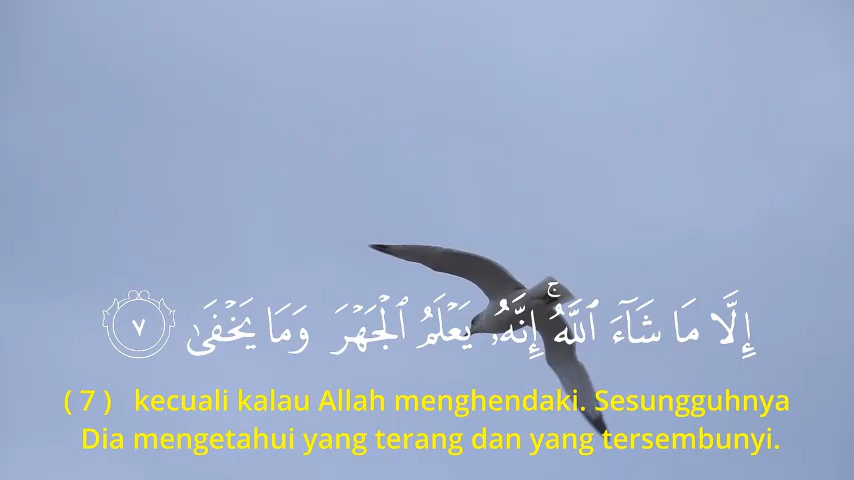 إِلَّا مَا شَآءَ ٱللَّهُۚ إِنَّهُۥ يَعۡلَمُ ٱلۡجَهۡرَ وَمَا يَخۡفَىٰ ٧
( 7 ) kecuali kalau Allah menghendaki. Sesungguhnya
Dia mengetahui yang terang dan yang tersembunyi.